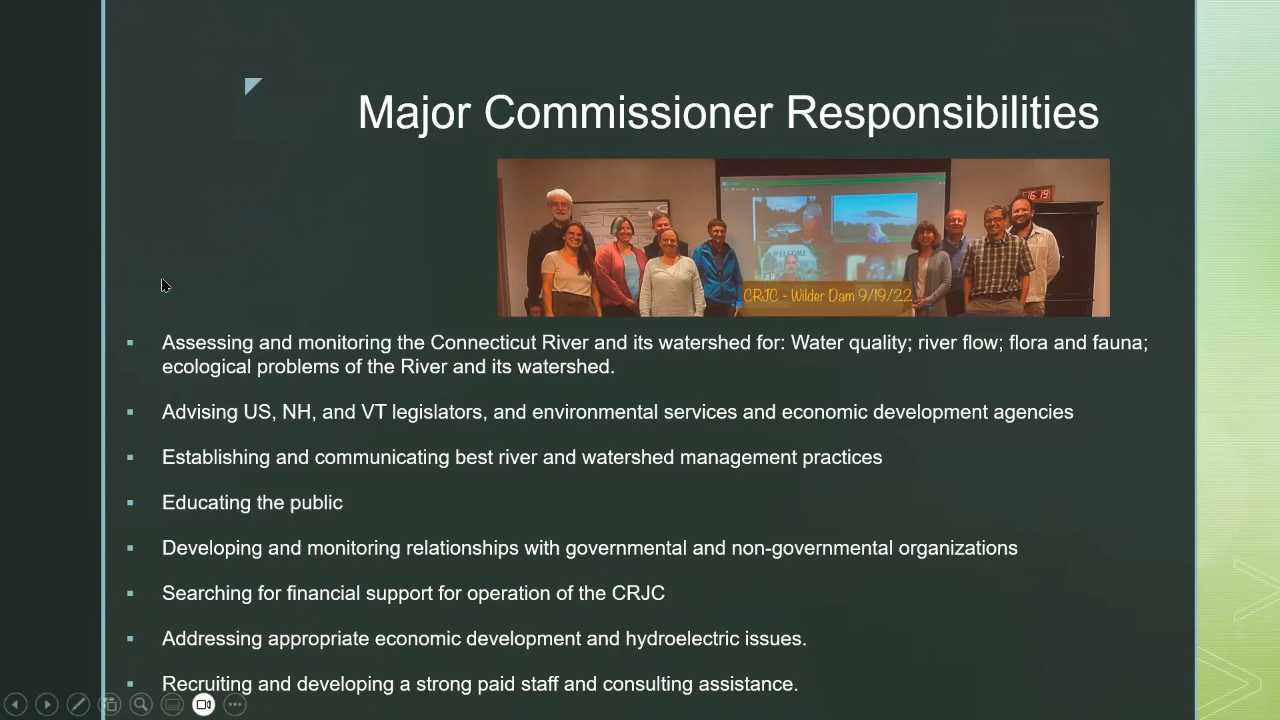 Major Commissioner Responsibilities
16:19
WELCOME
CRJC - Wilder Dam 9/19/22
▪ Assessing and monitoring the Connecticut River and its watershed for: Water quality; river flow; flora and fauna;
ecological problems of the River and its watershed.
▪ Advising US, NH, and VT legislators, and environmental services and economic development agencies
▪ Establishing and communicating best river and watershed management practices
▪ Educating the public
▪ Developing and monitoring relationships with governmental and non-governmental organizations
▪ Searching for financial support for operation of the CRJC
▪ Addressing appropriate economic development and hydroelectric issues.
▪ Recruiting and developing a strong paid staff and consulting assistance.